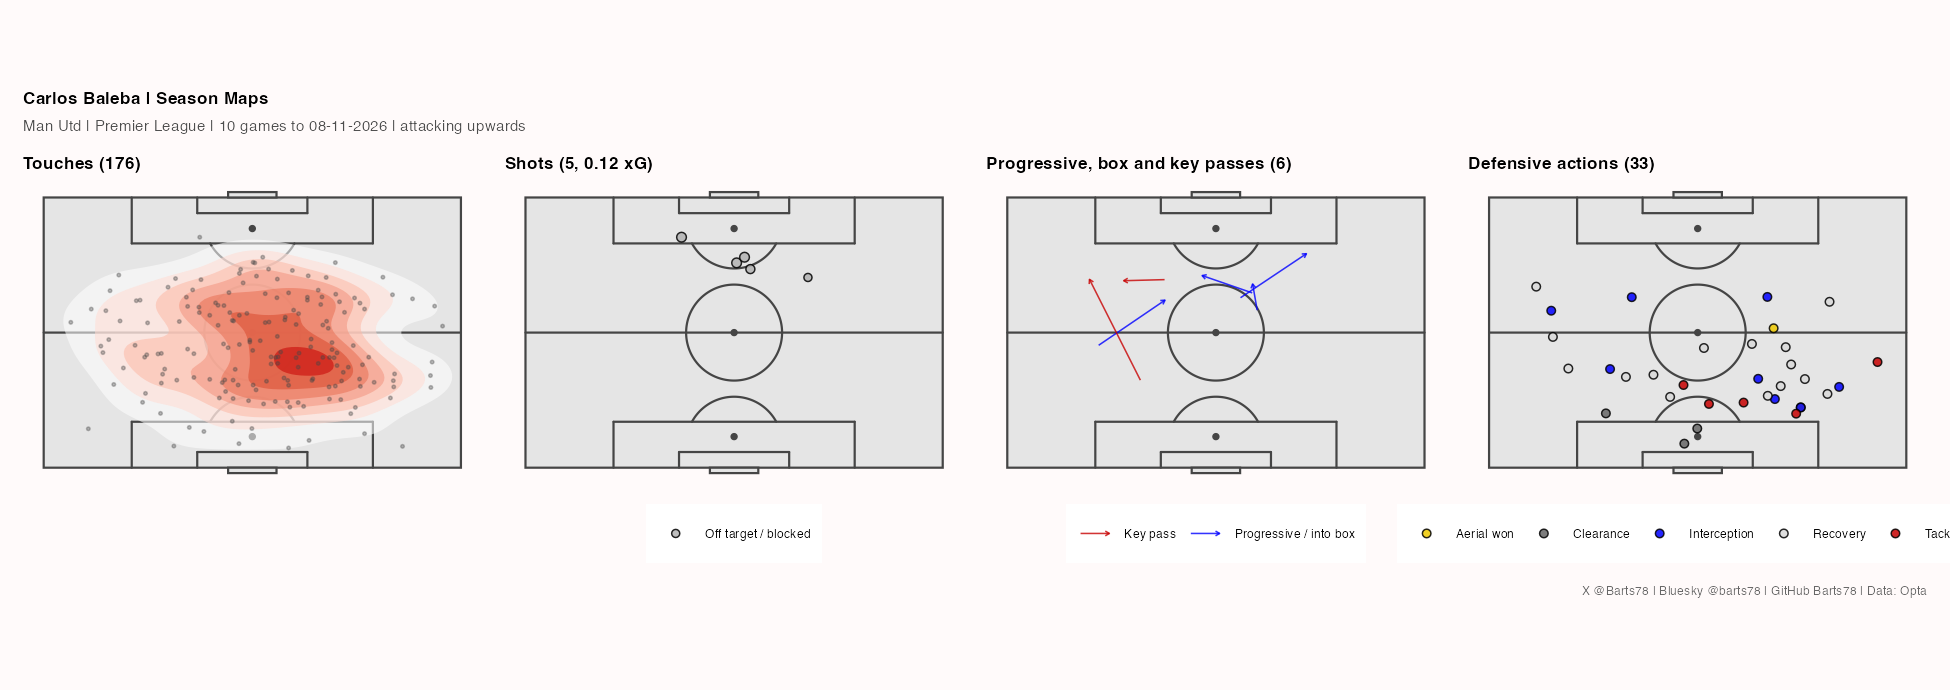 Carlos Baleba | Season Maps
Man Utd | Premier League | 10 games to 08-11-2026 | attacking upwards
Touches (176)
Shots (5, 0.12 xG)
Progressive, box and key passes (6)
Defensive actions (33)
Off target / blocked
Key pass
Progressive / into box
Aerial won
Clearance
Interception
Recovery
Tack
X @Barts78 | Bluesky @barts78 | GitHub Barts78 | Data: Opta